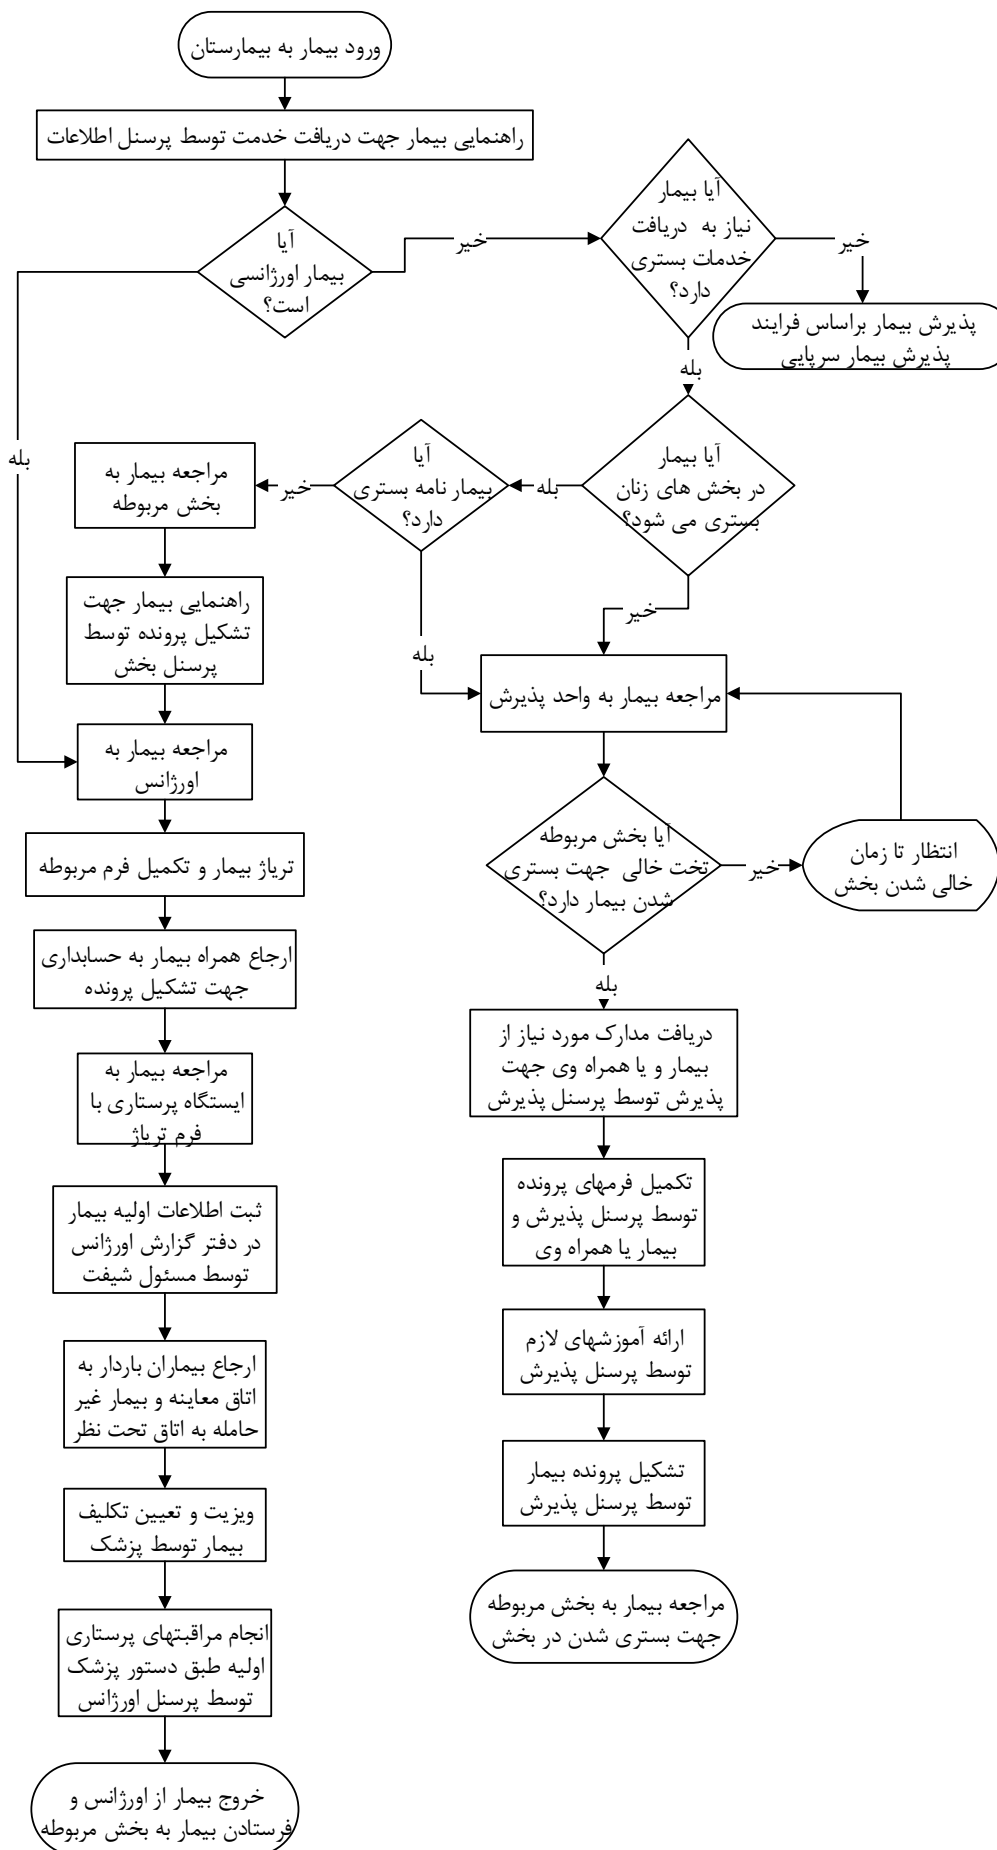 ورود بیمار به بیمارستان
راهنمایی بیمار جهت دریافت خدمت توسط پرسنل اطلاعات
آیا
بیمار اورژانسی
است؟
خیر
بله
آیا بیمار
نیاز به دریافت
خدمات بستری
دارد؟
خیر
پذیرش بیمار براساس فرایند
پذیرش بیمار سرپایی
بله
آیا بیمار
در بخش های زنان
بستری می شود؟
بله
خیر
آیا
بیمار نامه بستری
دارد؟
خیر
بله
مراجعه بیمار به
بخش مربوطه
راهنمایی بیمار جهت
تشکیل پرونده توسط
پرسنل بخش
مراجعه بیمار به
اورژانس
تریاژ بیمار و تکمیل فرم مربوطه
ارجاع همراه بیمار به حسابداری
جهت تشکیل پرونده
مراجعه بیمار به
ایستگاه پرستاری با
فرم تریاژ
ثبت اطلاعات اولیه بیمار
در دفتر گزارش اورژانس
توسط مسئول شیفت
ارجاع بیماران باردار به
اتاق معاینه و بیمار غیر
حامله به اتاق تحت نظر
ویزیت و تعیین تکلیف
بیمار توسط پزشک
انجام مراقبتهای پرستاری
اولیه طبق دستور پزشک
توسط پرسنل اورژانس
خروج بیمار از اورژانس و
فرستادن بیمار به بخش مربوطه
مراجعه بیمار به واحد پذیرش
آیا بخش مربوطه
تخت خالی جهت بستری
شدن بیمار دارد؟
خیر
انتظار تا زمان
خالی شدن بخش
بله
دریافت مدارک مورد نیاز از
بیمار و یا همراه وی جهت
پذیرش توسط پرسنل پذیرش
تکمیل فرمهای پرونده
توسط پرسنل پذیرش و
بیمار یا همراه وی
ارائه آموزشهای لازم
توسط پرسنل پذیرش
تشکیل پرونده بیمار
توسط پرسنل پذیرش
مراجعه بیمار به بخش مربوطه
جهت بستری شدن در بخش